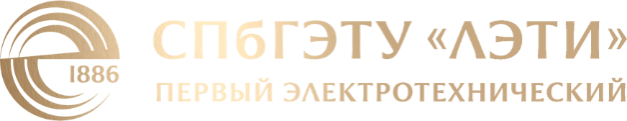 1886
СПбГЭТУ «ЛЭТИ»
ПЕРВЫЙ ЭЛЕКТРОТЕХНИЧЕСКИЙ